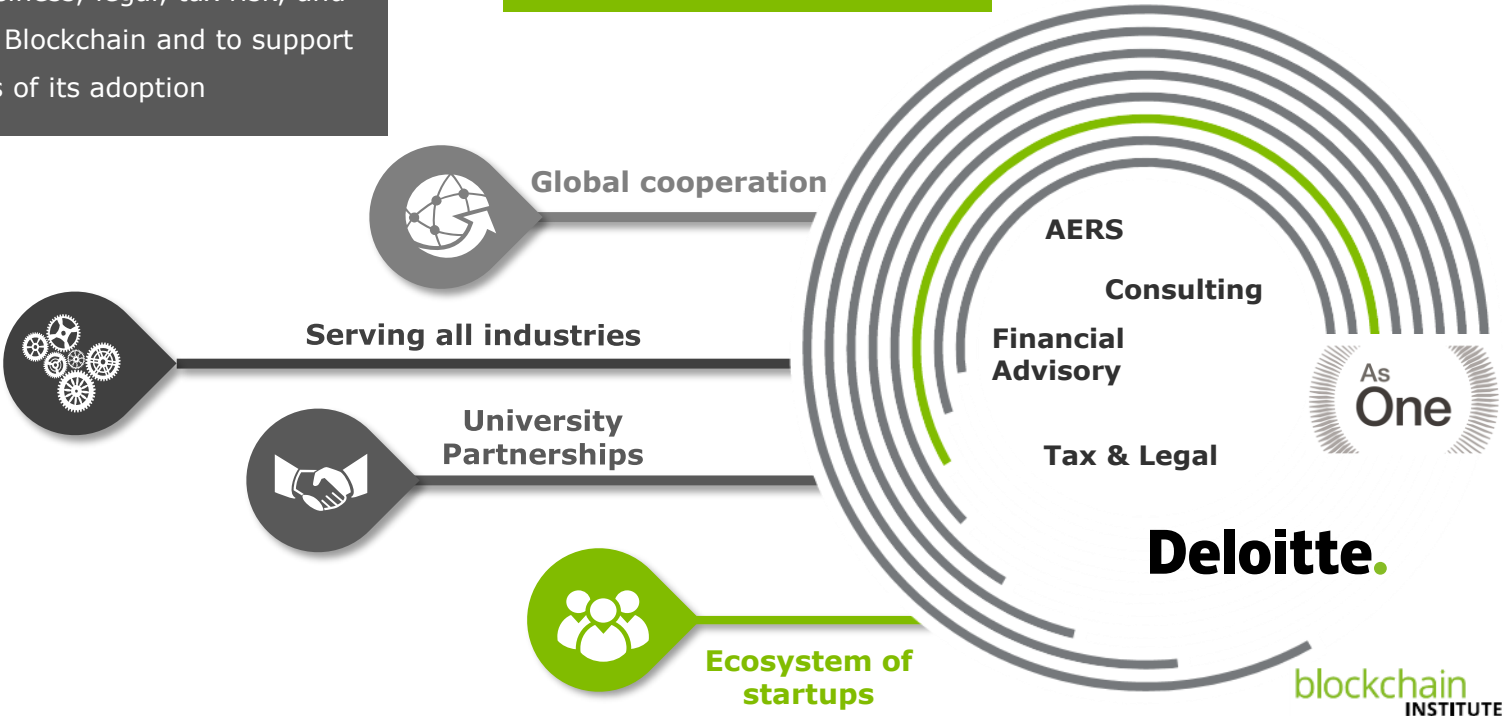 Blockchain and to support
of its adoption
Global cooperation
Serving all industries
University
Partnerships
Ecosystem of
startups
AERS
Consulting
Financial
Advisory
Tax & Legal
As
One
Deloitte.
blockchain
INSTITUTE